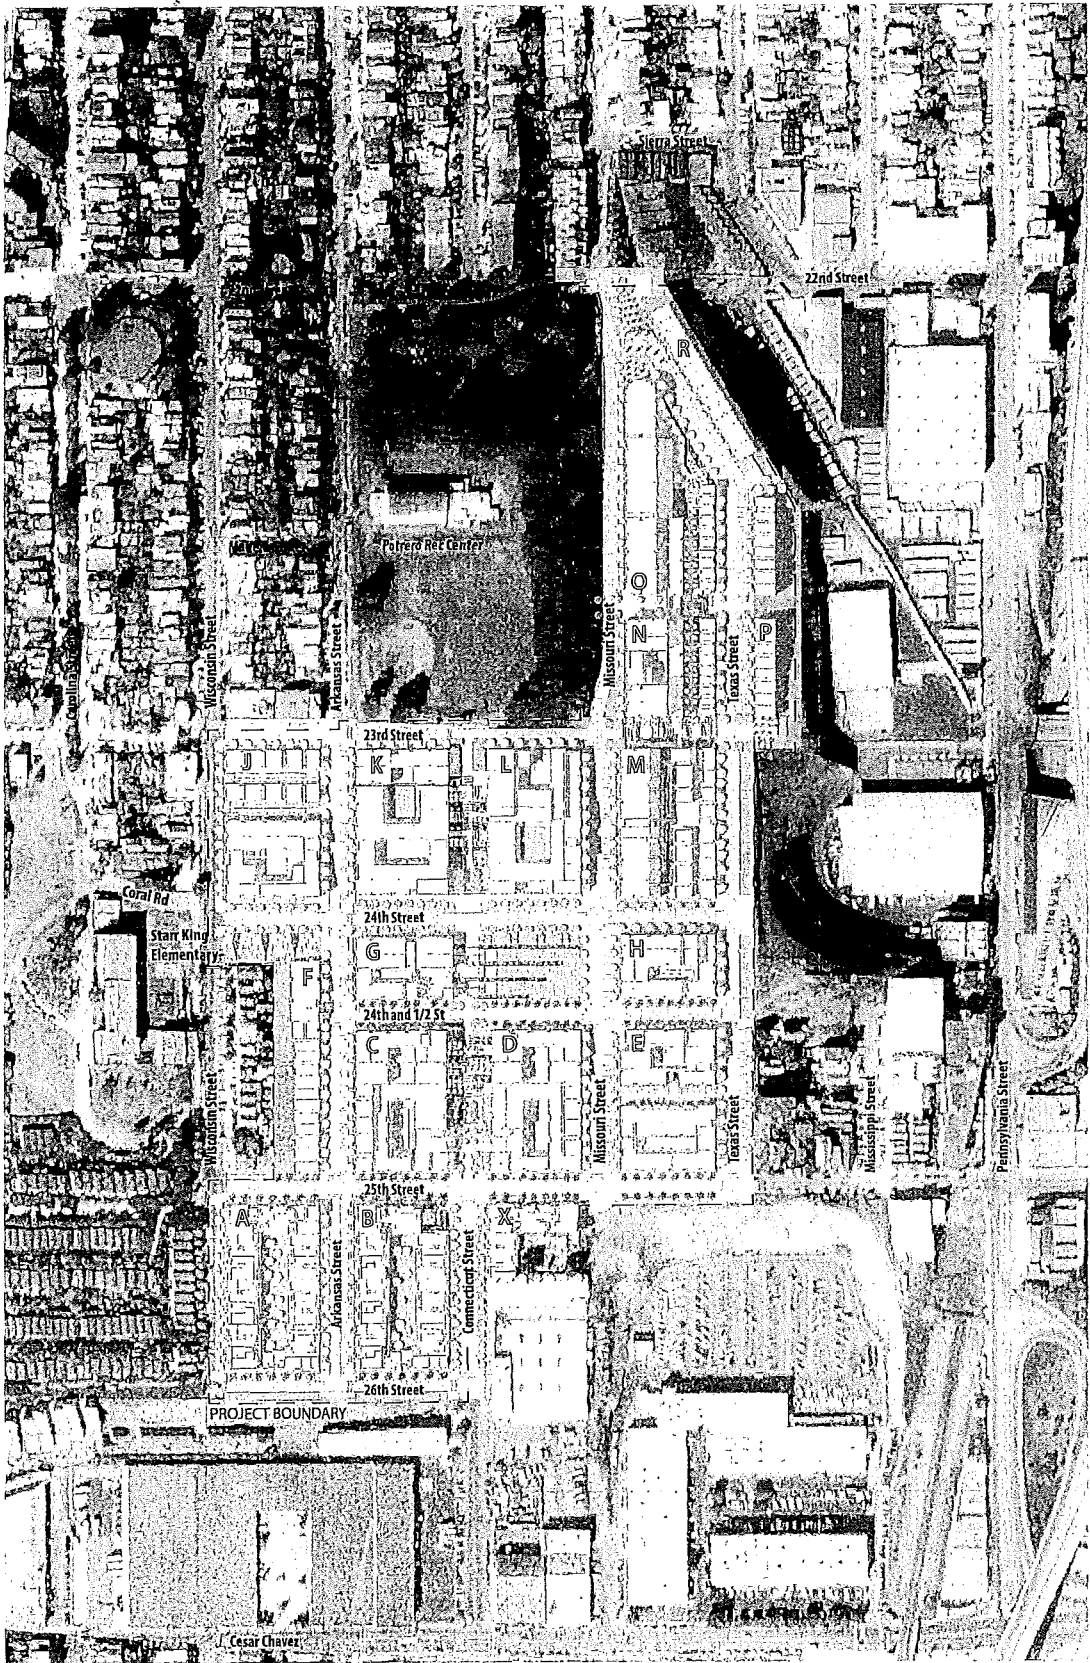 Sierra Street
22nd Street
22nd Street
R
Potrero Rec Center
Q
Missouri Street
N
Texas Street
P
Carolina Street
Wisconsin Street
Arkansas Street
23rd Street
J
K
L
M
Coral Rd
24th Street
Starr King
Elementary
G
H
F
24th and 1/2 St
C
D
E
Wisconsin Street
Missouri Street
Texas Street
Mississippi Street
Pennsylvania Street
25th Street
A
B
X
Arkansas Street
Connecticut Street
26th Street
PROJECT BOUNDARY
Cesar Chavez